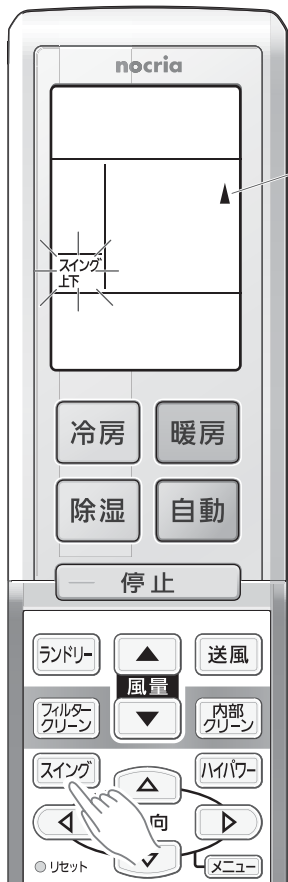 nocria
スイング
上下
冷房
暖房
除湿
自動
停止
ランドリー
送風
風量
フィルター
クリーン
内部
クリーン
スイング
ハイパワー
向
リセット
メニュー